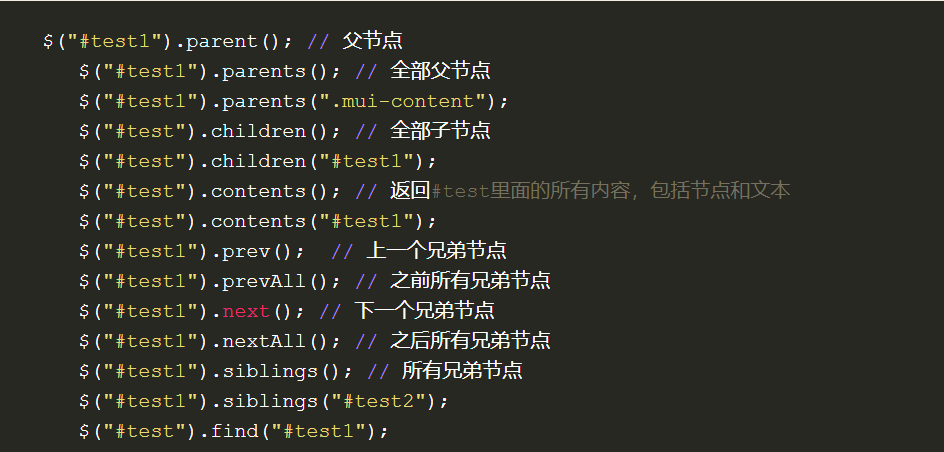 $("#test1").parent(); // 父节点
$("#test1").parents(); // 全部父节点
$("#test1").parents(".mui-content");
$("#test").children(); // 全部子节点
$("#test").children("#test1");
$("#test").contents(); // 返回#test里面的所有内容，包括节点和文本
$("#test").contents("#test1");
$("#test1").prev();  // 上一个兄弟节点
$("#test1").prevAll(); // 之前所有兄弟节点
$("#test1").next(); // 下一个兄弟节点
$("#test1").nextAll(); // 之后所有兄弟节点
$("#test1").siblings(); // 所有兄弟节点
$("#test1").siblings("#test2");
$("#test").find("#test1");